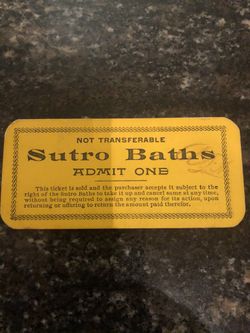 NOT TRANSFERABLE
Sutro Baths
ADMIT ONE
This ticket is sold and the purchaser accepts it subject to the
right of the Sutro Baths to take it up and cancel same at any time,
without being required to assign any reason for its action, upon
returning or offering to return the amount paid therefor.